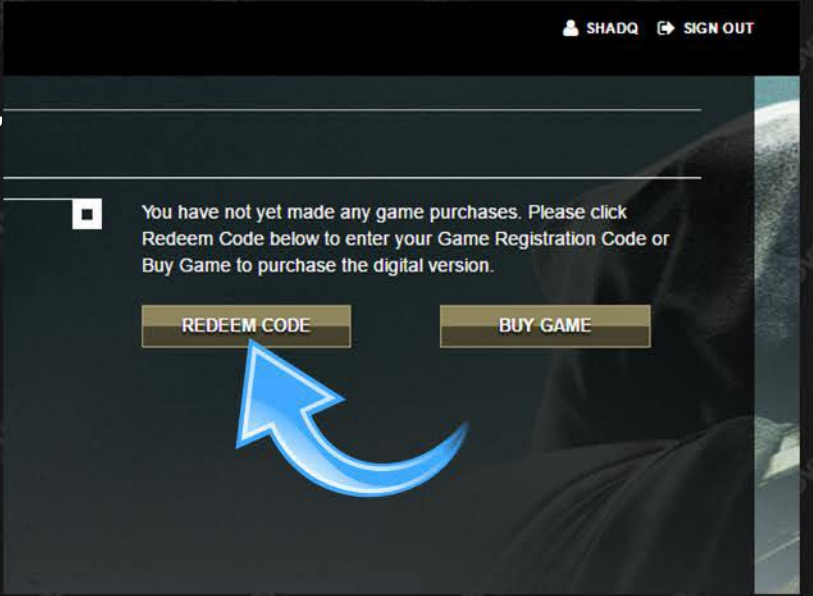 SHADQ SIGN OUT
You have not yet made any game purchases. Please click
Redeem Code below to enter your Game Registration Code or
Buy Game to purchase the digital version.
REDEEM CODE BUY GAME